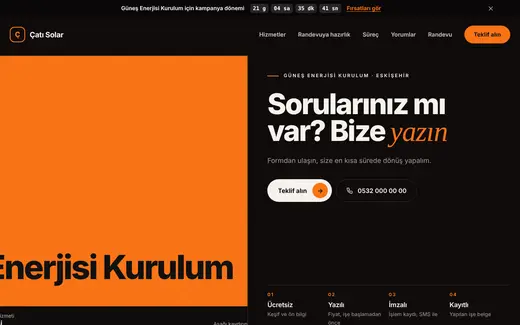 Güneş Enerjisi Kurulum için kampanya dönemi 21 g 04 sa 35 dk 41 sn Fırsatları gör
Ç Çatı Solar
Hizmetler Randevuya hazırlık Süreç Yorumlar Randevu Teklif alın
GÜNEŞ ENERJİSİ KURULUM · ESKİŞEHİR
Sorularınız mı
var? Bize yazın
Formdan ulaşın, size en kısa sürede dönüş yapalım.
Teklif alın → 0532 000 00 00
Enerjisi Kurulum
01 02 03 04
Ücretsiz Yazılı İmzalı Kayıtlı
Keşif ve ön bilgi Fiyat, işe başlamadan önce İşlem kaydı, SMS ile Yapılan işe belge